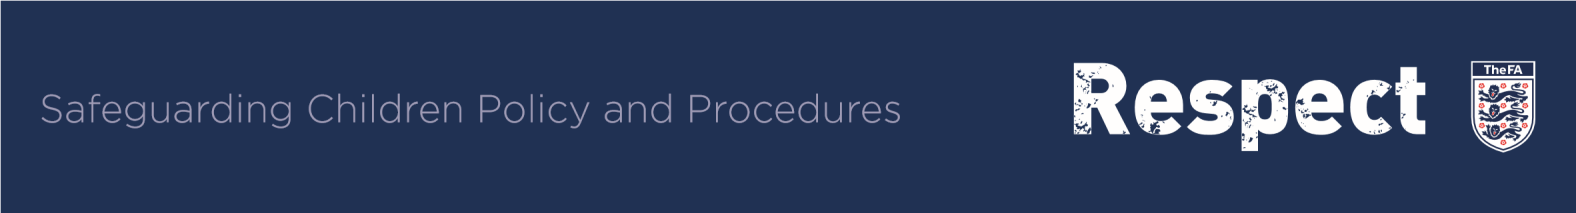 Safeguarding Children Policy and Procedures
Respect
TheFA